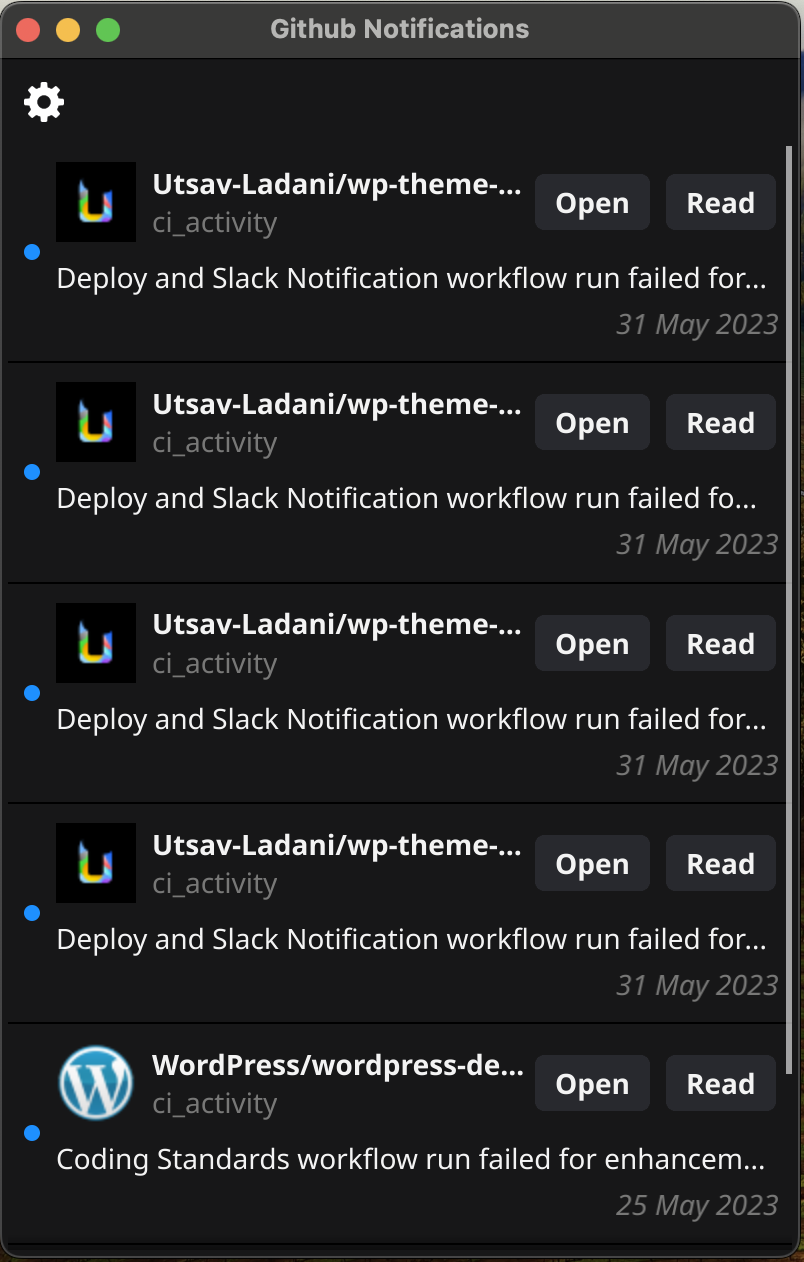 Github Notifications
Utsav-Ladani/wp-theme-...
ci_activity
Open
Read
Deploy and Slack Notification workflow run failed for...
31 May 2023
Utsav-Ladani/wp-theme-...
ci_activity
Open
Read
Deploy and Slack Notification workflow run failed fo...
31 May 2023
Utsav-Ladani/wp-theme-...
ci_activity
Open
Read
Deploy and Slack Notification workflow run failed for...
31 May 2023
Utsav-Ladani/wp-theme-...
ci_activity
Open
Read
Deploy and Slack Notification workflow run failed for...
31 May 2023
WordPress/wordpress-de...
ci_activity
Open
Read
Coding Standards workflow run failed for enhancem...
25 May 2023